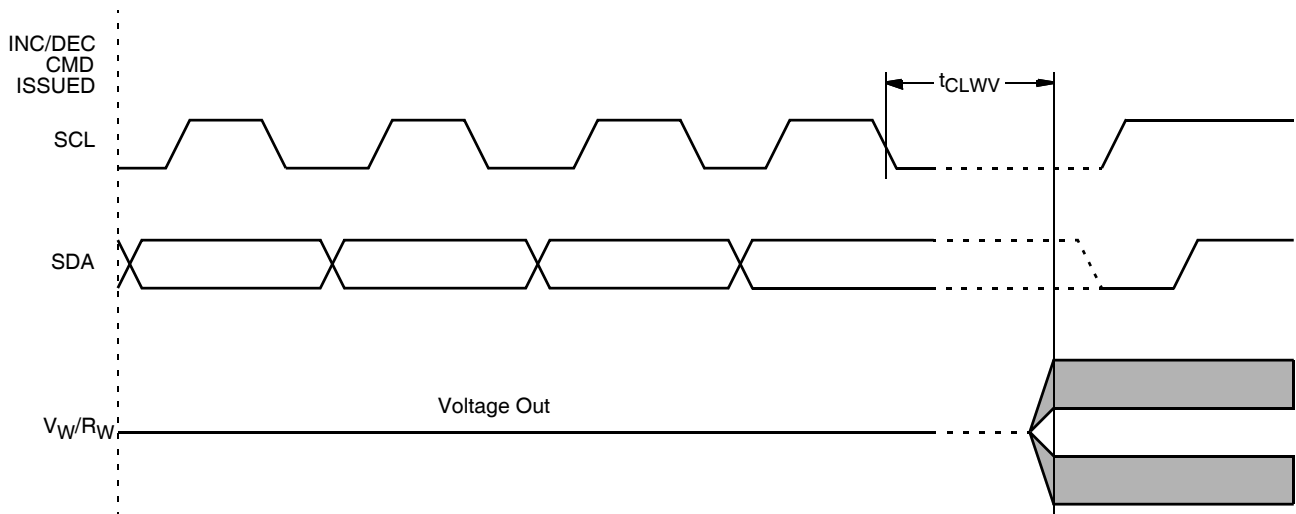 INC/DEC
CMD
ISSUED
tCLWV
SCL
SDA
Voltage Out
VW/RW